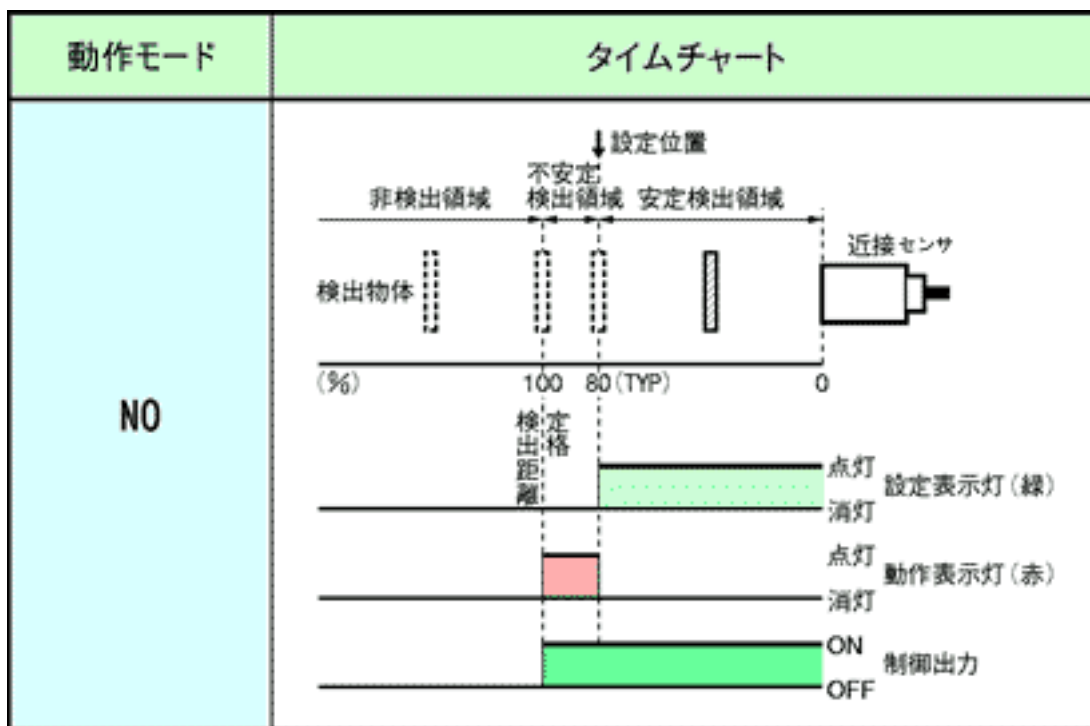 動作モード
タイムチャート
NO
設定位置
非検出領域
不安定
検出領域
安定検出領域
近接センサ
検出物体
(%)
100
80(TYP)
0
定格
検出距離
点灯
設定表示灯(緑)
消灯
点灯
動作表示灯(赤)
消灯
ON
制御出力
OFF